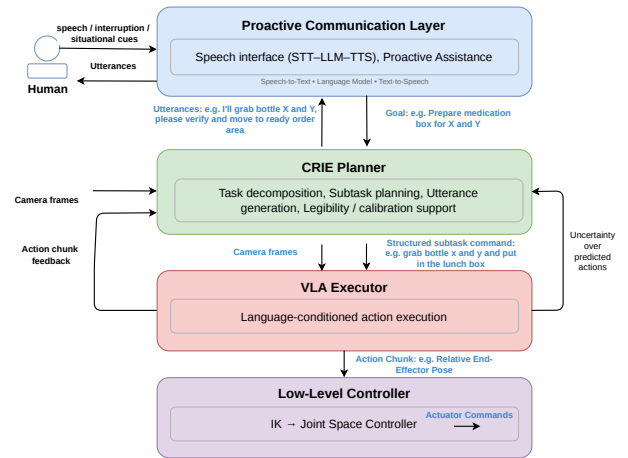 speech / interruption /
situational cues
Utterances
Human
Proactive Communication Layer
Speech interface (STT–LLM–TTS), Proactive Assistance
Speech-to-Text • Language Model • Text-to-Speech
Utterances: e.g. I'll grab bottle X and Y,
please verify and move to ready order
area
Goal: e.g. Prepare medication
box for X and Y
CRIE Planner
Task decomposition, Subtask planning, Utterance
generation, Legibility / calibration support
Camera frames
Action chunk
feedback
Camera frames
Structured subtask command:
e.g. grab bottle x and y and put
in the lunch box
Uncertainty
over
predicted
actions
VLA Executor
Language-conditioned action execution
Action Chunk: e.g. Relative End-
Effector Pose
Low-Level Controller
IK → Joint Space Controller
Actuator Commands